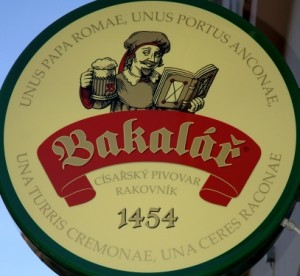 UNUS PAPA ROMAE, UNUS PORTUS ANCONAE,
Bakalář
CÍSAŘSKÝ PIVOVAR
RAKOVNÍK
1454
UNA TURRIS CREMONAE, UNA CERES RACONAE